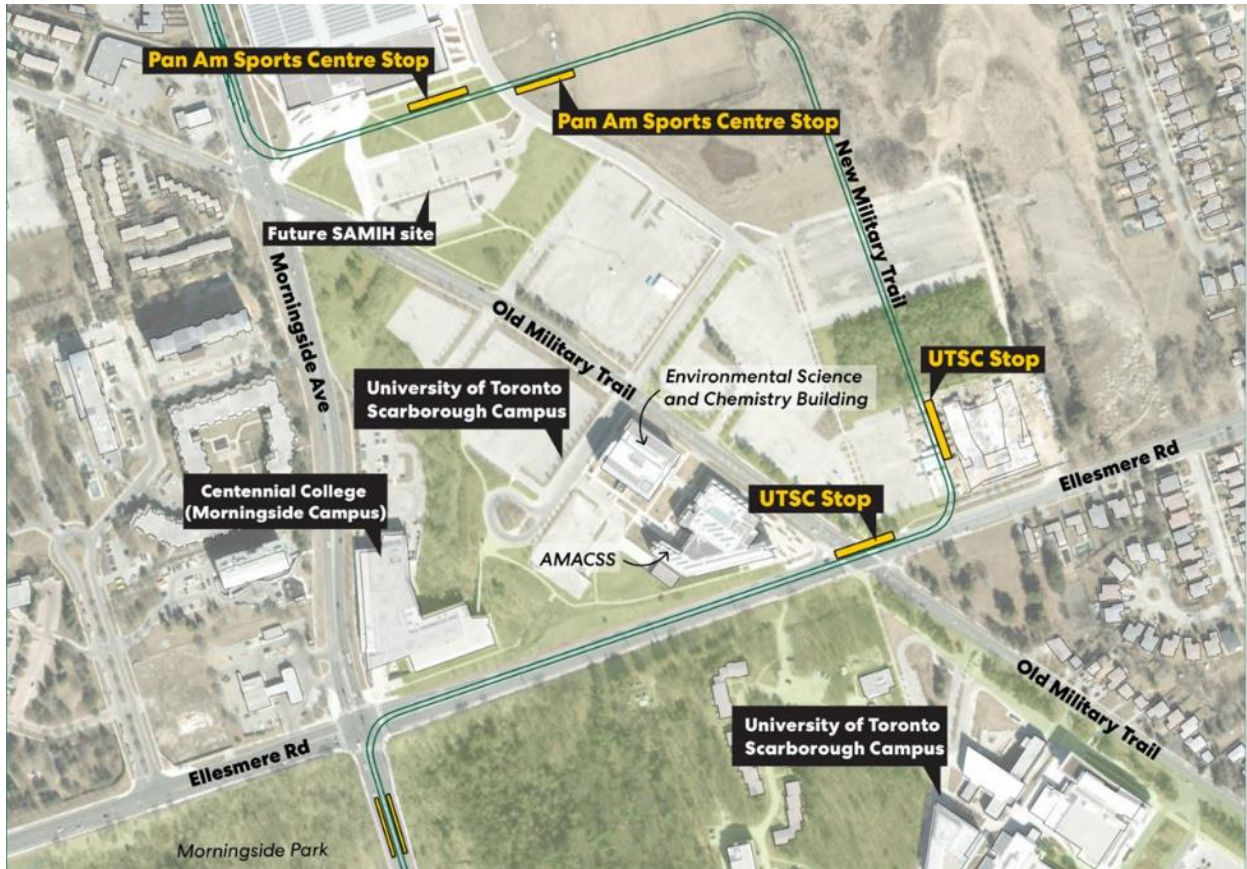 Pan Am Sports Centre Stop
Pan Am Sports Centre Stop
New Military Trail
Future SAMIH site
Morningside Ave
Old Military Trail
University of Toronto
Scarborough Campus
Environmental Science
and Chemistry Building
UTSC Stop
Ellesmere Rd
Centennial College
(Morningside Campus)
UTSC Stop
AMACSS
Old Military Trail
University of Toronto
Scarborough Campus
Ellesmere Rd
Morningside Park